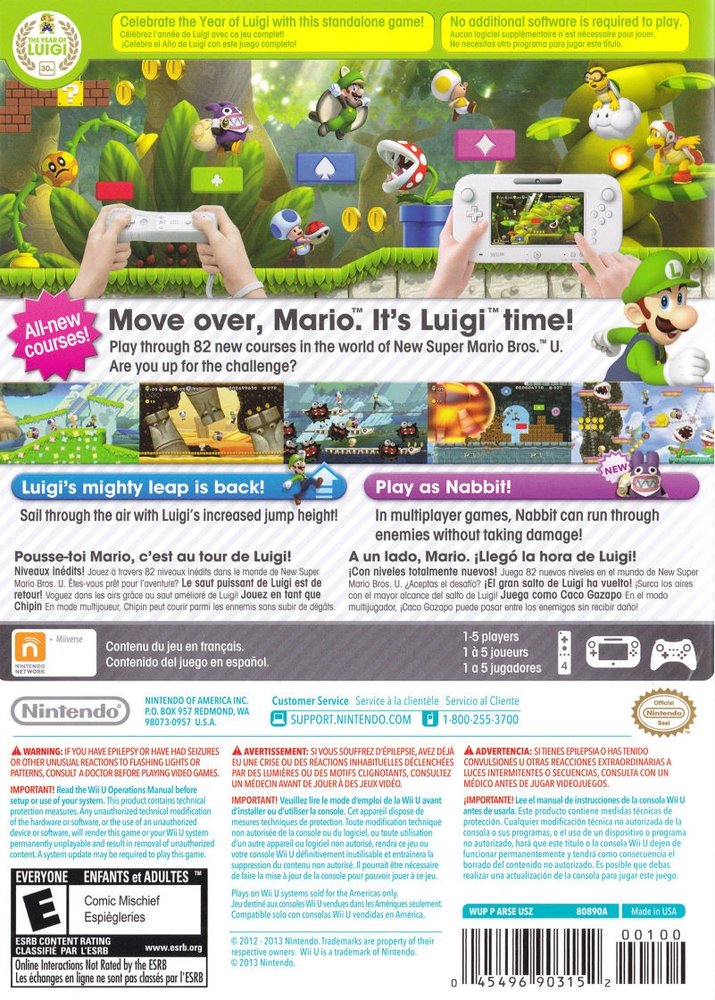 THE YEAR OF
LUIGI
30th
Celebrate the Year of Luigi with this standalone game!
Célébrez l'année de Luigi avec ce jeu complet!
¡Celebra el Año de Luigi con este juego completo!
No additional software is required to play.
Aucun logiciel supplémentaire n'est nécessaire pour jouer.
No necesitas otro programa para jugar este título.
All-new
courses!
Move over, Mario.™ It's Luigi™ time!
Play through 82 new courses in the world of New Super Mario Bros.™ U.
Are you up for the challenge?
Luigi's mighty leap is back!
Sail through the air with Luigi's increased jump height!
NEW
Play as Nabbit!
In multiplayer games, Nabbit can run through
enemies without taking damage!
Pousse-toi Mario, c'est au tour de Luigi!
Niveaux inédits! Jouez à travers 82 niveaux inédits dans le monde de New Super
Mario Bros. U. Êtes-vous prêt pour l'aventure? Le saut puissant de Luigi est de
retour! Voguez dans les airs grâce au saut amélioré de Luigi! Jouez en tant que
Chipin En mode multijoueur, Chipin peut courir parmi les ennemis sans subir de dégâts.
A un lado, Mario. ¡Llegó la hora de Luigi!
¡Con niveles totalmente nuevos! Juega 82 nuevos niveles en el mundo de New Super
Mario Bros. U. ¿Aceptas el desafío? ¡El gran salto de Luigi ha vuelto! ¡Surca los aires
con el mayor alcance del salto de Luigi! Juega como Caco Gazapo En el modo
multijugador, ¡Caco Gazapo puede pasar entre los enemigos sin recibir daño!
NINTENDO
NETWORK
• Miiverse
Contenu du jeu en français.
Contenido del juego en español.
1-5 players
1 à 5 joueurs
1 a 5 jugadores
4
Nintendo
NINTENDO OF AMERICA INC.
P.O. BOX 957 REDMOND, WA
98073-0957 U.S.A.
Customer Service Service à la clientèle Servicio al Cliente
SUPPORT.NINTENDO.COM 1-800-255-3700
Official
Nintendo
Seal
WARNING: IF YOU HAVE EPILEPSY OR HAVE HAD SEIZURES
OR OTHER UNUSUAL REACTIONS TO FLASHING LIGHTS OR
PATTERNS, CONSULT A DOCTOR BEFORE PLAYING VIDEO GAMES.
IMPORTANT! Read the Wii U Operations Manual before
setup or use of your system. This product contains technical
protection measures. Any unauthorized technical modification
of the hardware or software, or the use of an unauthorized
device or software, will render this game or your Wii U system
permanently unplayable and result in removal of unauthorized
content. A system update may be required to play this game.
AVERTISSEMENT: SI VOUS SOUFFREZ D'ÉPILEPSIE, AVEZ DÉJÀ
EU UNE CRISE OU DES RÉACTIONS INHABITUELLES DÉCLENCHÉES
PAR DES LUMIÈRES OU DES MOTIFS CLIGNOTANTS, CONSULTEZ
UN MÉDECIN AVANT DE JOUER À DES JEUX VIDÉO.
IMPORTANT! Veuillez lire le mode d'emploi de la Wii U avant
d'installer ou d'utiliser la console. Cet appareil dispose de
mesures techniques de protection. Toute modification technique
non autorisée de la console ou du logiciel, ou toute utilisation
d'un autre appareil ou logiciel non autorisé, rendra ce jeu ou
votre console Wii U définitivement inutilisable et entraînera la
suppression du contenu non autorisé. Il pourrait être nécessaire
de faire la mise à jour de la console pour pouvoir jouer à ce jeu.
Plays on Wii U systems sold for the Americas only.
Jeu destiné aux consoles Wii U vendues dans les Amériques seulement.
Compatible solo con consolas Wii U vendidas en América.
© 2012 - 2013 Nintendo. Trademarks are property of their
respective owners. Wii U is a trademark of Nintendo.
© 2013 Nintendo.
ADVERTENCIA: SI TIENES EPILEPSIA O HAS TENIDO
CONVULSIONES U OTRAS REACCIONES EXTRAORDINARIAS A
LUCES INTERMITENTES O SECUENCIAS, CONSULTA CON UN
MÉDICO ANTES DE JUGAR VIDEOJUEGOS.
¡IMPORTANTE! Lee el manual de instrucciones de la consola Wii U
antes de usarla. Este producto contiene medidas técnicas de
protección. Cualquier modificación técnica no autorizada de la
consola o sus programas, o el uso de un dispositivo o programa
no autorizado, hará que este título o la consola Wii U dejen de
funcionar permanentemente y tendrá como consecuencia el
borrado del contenido no autorizado. Es posible que debas
realizar una actualización de la consola para jugar este juego.
EVERYONE ENFANTS et ADULTES ™
E
Comic Mischief
Espiègleries
ESRB CONTENT RATING
CLASSIFIÉ PAR L'ESRB
www.esrb.org
Online Interactions Not Rated by the ESRB
Les échanges en ligne ne sont pas classés par l'ESRB
WUP P ARSE USZ 80890A Made in USA
00100
0 45496 90315 2